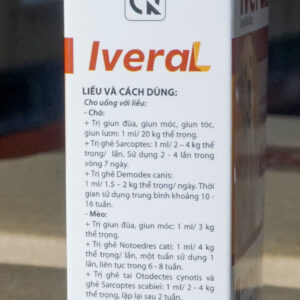 CN
IveraL
LIỀU VÀ CÁCH DÙNG:
Cho uống với liều:
- Chó:
+ Trị giun đũa, giun móc, giun tóc,
giun lươn: 1 ml/ 20 kg thể trọng.
+ Trị ghẻ Sarcoptes: 1 ml/ 2 – 4 kg thể
trọng/ lần. Sử dụng 2 - 4 lần trong
vòng 7 ngày.
+ Trị ghẻ Demodex canis:
1 ml/ 1.5 – 2 kg thể trọng/ ngày. Thời
gian sử dụng trung bình khoảng 10 -
16 tuần.
- Mèo:
+ Trị giun đũa, giun móc: 1 ml/ 3 kg
thể trọng.
+ Trị ghẻ Notoedres cati: 1 ml/ 4 kg
thể trọng/ lần, một tuần sử dụng 1
lần, liên tục trong 6 - 8 tuần.
+ Trị ghẻ tai Otodectes cynotis và
ghẻ Sarcoptes scabiei: 1 ml/ 2 - 4 kg
thể trọng, lặp lại sau 2 tuần.